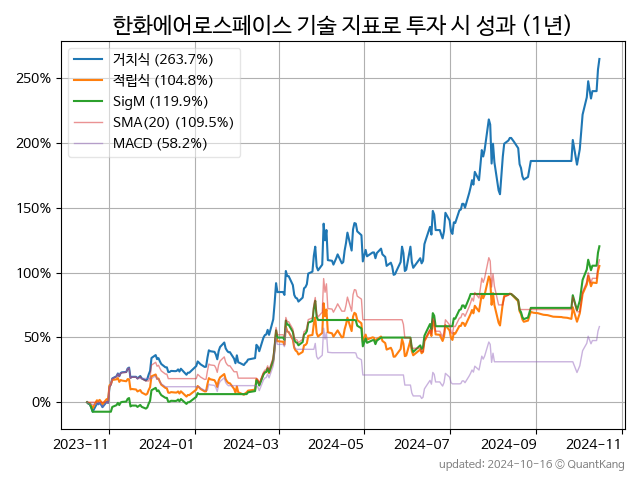 한화에어로스페이스 기술 지표로 투자 시 성과 (1년)
거치식 (263.7%)
적립식 (104.8%)
SigM (119.9%)
SMA(20) (109.5%)
MACD (58.2%)
250%
200%
150%
100%
50%
0%
2023-11 2024-01 2024-03 2024-05 2024-07 2024-09 2024-11
updated: 2024-10-16 © QuantKang